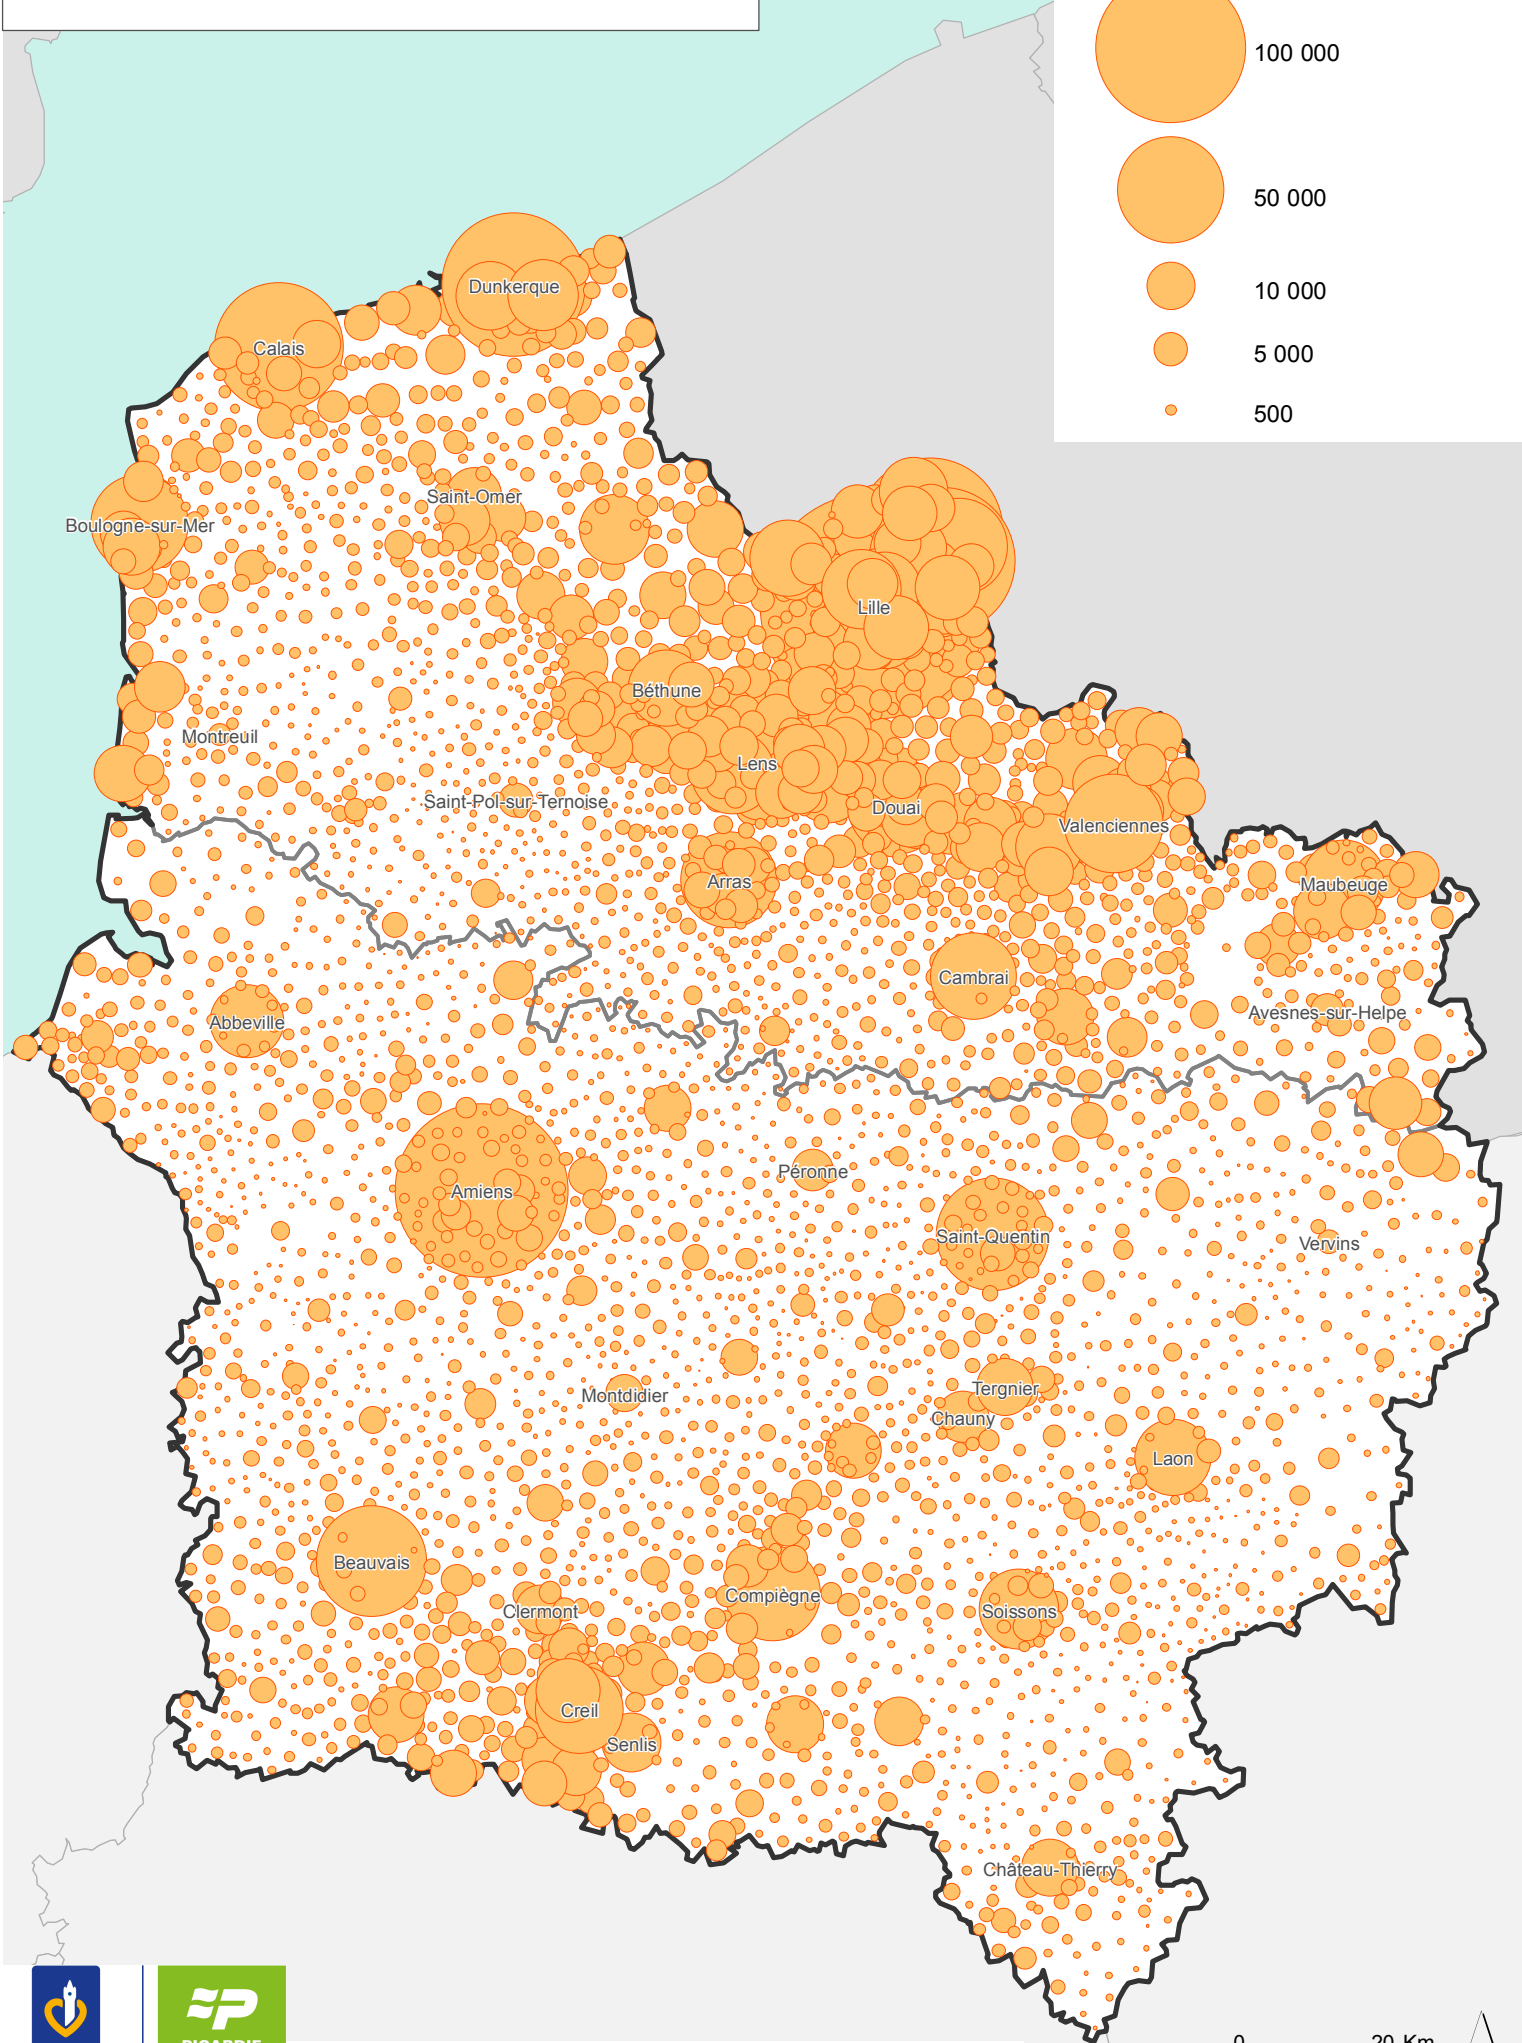 100 000
50 000
10 000
5 000
500
Dunkerque
Calais
Saint-Omer
Boulogne-sur-Mer
Lille
Béthune
Montreuil
Lens
Saint-Pol-sur-Ternoise
Douai
Valenciennes
Arras
Maubeuge
Cambrai
Abbeville
Avesnes-sur-Helpe
Péronne
Amiens
Saint-Quentin
Vervins
Montdidier
Tergnier
Chauny
Laon
Beauvais
Compiègne
Clermont
Soissons
Creil
Senlis
Château-Thierry
PICARDIE
0 20 Km